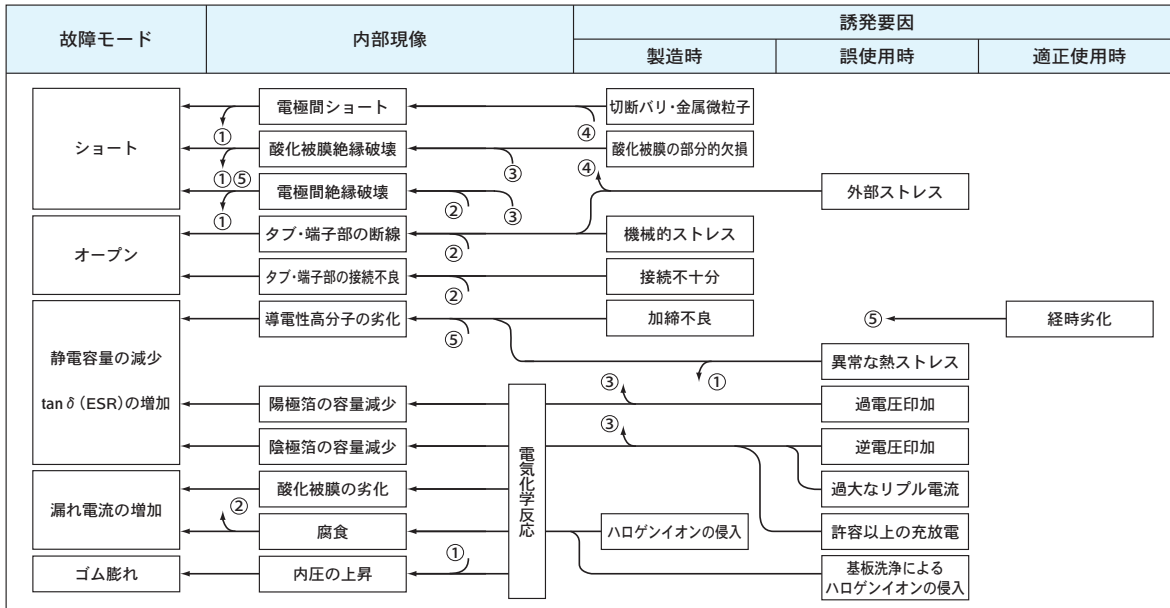 故障モード
内部現像
誘発要因
製造時
誤使用時
適正使用時
ショート
電極間ショート
切断バリ・金属微粒子
①
④
酸化被膜絶縁破壊
酸化被膜の部分的欠損
①⑤
③
④
電極間絶縁破壊
外部ストレス
①
②
③
オープン
タブ・端子部の断線
機械的ストレス
②
タブ・端子部の接続不良
接続不十分
②
静電容量の減少
tan δ (ESR)の増加
導電性高分子の劣化
加締不良
⑤
⑤
経時劣化
異常な熱ストレス
①
陽極箔の容量減少
③
過電圧印加
陰極箔の容量減少
③
逆電圧印加
電気化学反応
漏れ電流の増加
酸化被膜の劣化
過大なリプル電流
②
腐食
ハロゲンイオンの侵入
許容以上の充放電
ゴム膨れ
内圧の上昇
①
基板洗浄による
ハロゲンイオンの侵入